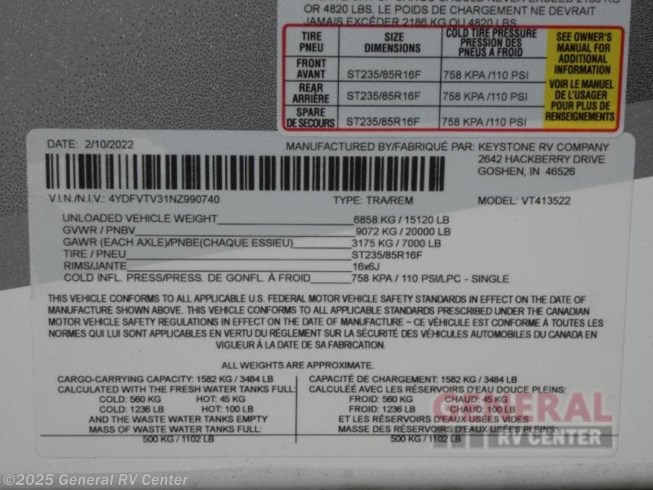 OR 4820 LBS. LE POIDS DE CHARGEMENT NE DEVRAIT
JAMAIS EXCÉDER 2186 KG OU 4820 LBS.
TIRE
PNEU
SIZE
DIMENSIONS
COLD TIRE PRESSURE
PRESSION DES
PNEUS A FROID
SEE OWNER'S
MANUAL FOR
ADDITIONAL
INFORMATION
VOIR LE MANUEL
DE L'USAGER
POUR PLUS DE
RENSEIGNEMENTS
FRONT
AVANT
ST235/85R16F
758 KPA /110 PSI
REAR
ARRIÈRE
ST235/85R16F
758 KPA /110 PSI
SPARE
DE SECOURS
ST235/85R16F
758 KPA /110 PSI
DATE: 2/10/2022
MANUFACTURED BY/FABRIQUÉ PAR: KEYSTONE RV COMPANY
2642 HACKBERRY DRIVE
GOSHEN, IN 46526
V.I.N./N.I.V.: 4YDFVTV31NZ990740 TYPE: TRA/REM MODEL: VT413522
UNLOADED VEHICLE WEIGHT 6858 KG / 15120 LB
GVWR / PNBV 9072 KG / 20000 LB
GAWR (EACH AXLE)/PNBE(CHAQUE ESSIEU) 3175 KG / 7000 LB
TIRE / PNEU ST235/85R16F
RIMS/JANTE 16x6J
COLD INFL. PRESS/PRESS. DE GONFL. À FROID 758 KPA / 110 PSI/LPC - SINGLE
THIS VEHICLE CONFORMS TO ALL APPLICABLE U.S. FEDERAL MOTOR VEHICLE SAFETY STANDARDS IN EFFECT ON THE DATE OF
MANUFACTURE SHOWN ABOVE. THIS VEHICLE CONFORMS TO ALL APPLICABLE STANDARDS PRESCRIBED UNDER THE CANADIAN
MOTOR VEHICLE SAFETY REGULATIONS IN EFFECT ON THE DATE OF MANUFACTURE ~ CE VÉHICULE EST CONFORME À TOUTES LES
NORMES QUI LUI SONT APPLICABLES EN VERTU DU RÉGLEMENT SUR LA SÉCURITÉ DES VÉHICULES AUTOMOBILES DU CANADA EN
VIGUEUR À LA DATE DE SA FABRICATION.
ALL WEIGHTS ARE APPROXIMATE.
CARGO-CARRYING CAPACITY: 1582 KG / 3484 LB
CALCULATED WITH THE FRESH WATER TANKS FULL:
COLD: 560 KG HOT: 45 KG
COLD: 1236 LB HOT: 100 LB
AND THE WASTE WATER TANKS EMPTY
MASS OF WASTE WATER TANKS FULL:
500 KG / 1102 LB
CAPACITÉ DE CHARGEMENT: 1582 KG / 3484 LB
CALCULÉE AVEC LES RÉSERVOIRS D'EAU DOUCE PLEINS:
FROID: 560 KG CHAUD: 45 KG
FROID: 1236 LB CHAUD: 100 LB
ET LES RÉSERVOIRS D'EAUX USÉES VIDES
MASSE DES RÉSERVOIRS D'EAUX USÉES PLEINS:
500 KG / 1102 LB
GENERAL
RV CENTER
©2025 General RV Center